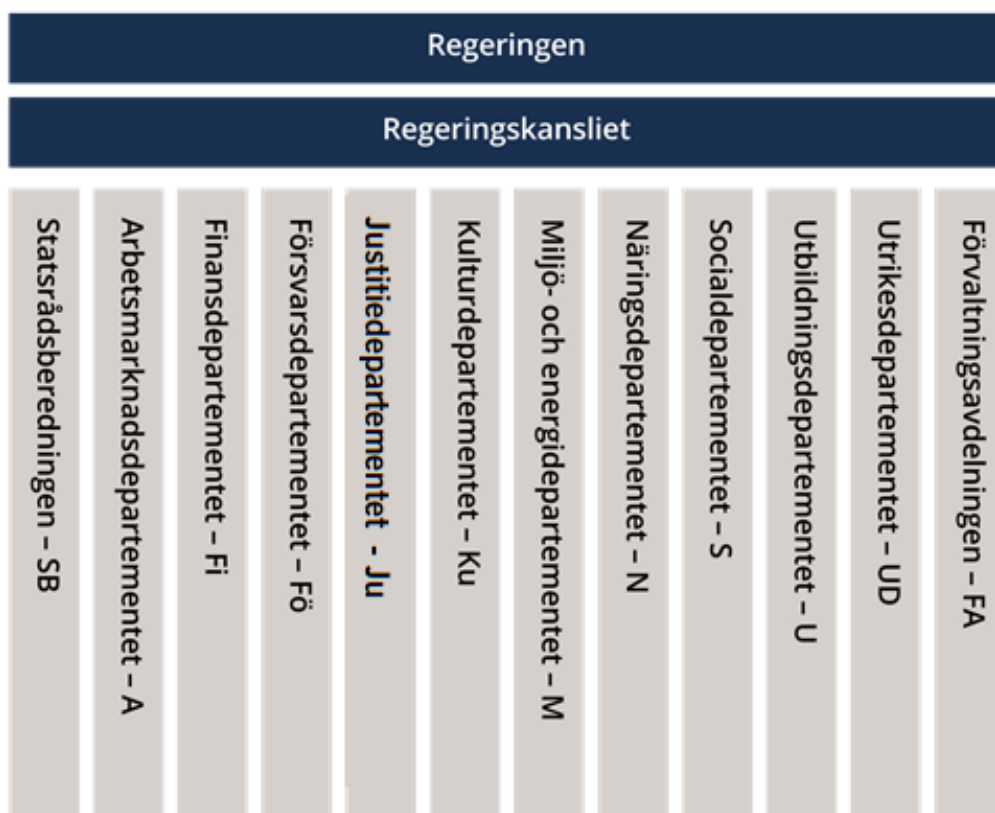 Regeringen
Regeringskansliet
Statsrådsberedningen – SB
Arbetsmarknadsdepartementet – A
Finansdepartementet – Fi
Försvarsdepartementet – Fö
Justitiedepartementet - Ju
Kulturdepartementet – Ku
Miljö- och energidepartementet – M
Näringsdepartementet – N
Socialdepartementet – S
Utbildningsdepartementet – U
Utrikesdepartementet – UD
Förvaltningsavdelningen – FA